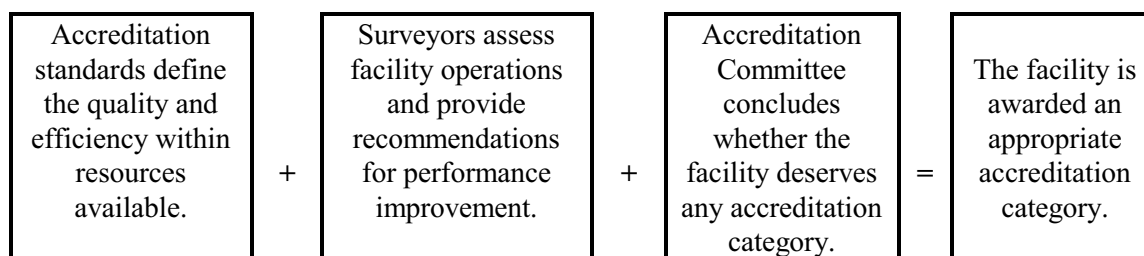 Accreditation
standards define
the quality and
efficiency within
resources
available.
+
Surveyors assess
facility operations
and provide
recommendations
for performance
improvement.
+
Accreditation
Committee
concludes
whether the
facility deserves
any accreditation
category.
=
The facility is
awarded an
appropriate
accreditation
category.